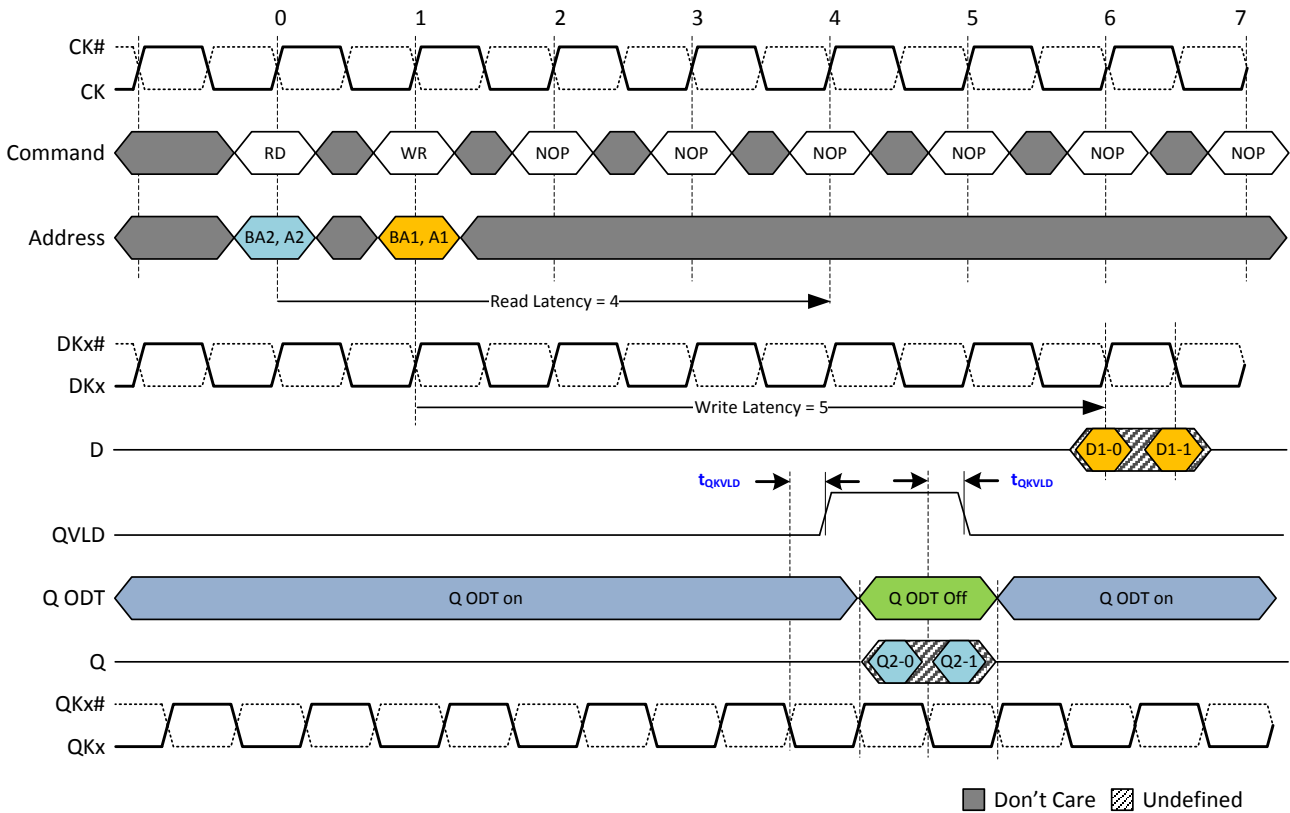 0 1 2 3 4 5 6 7
CK#
CK
Command RD WR NOP NOP NOP NOP NOP NOP
Address BA2, A2 BA1, A1
Read Latency = 4
DKx#
DKx
Write Latency = 5
D D1-0 D1-1
tQKVLD tQKVLD
QVLD
Q ODT Q ODT on Q ODT Off Q ODT on
Q Q2-0 Q2-1
QKx#
QKx
Don't Care Undefined